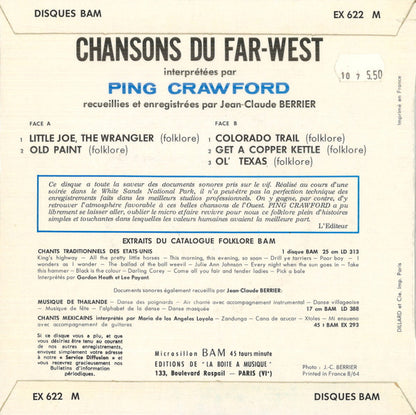 DISQUES BAM
EX 622 M
CHANSONS DU FAR-WEST
interprétées par
PING CRAWFORD
recueillies et enregistrées par Jean-Claude BERRIER
10 7 5,50
Imprimé en France
FACE A
1 LITTLE JOE, THE WRANGLER (folklore)
2 OLD PAINT (folklore)
FACE B
1 COLORADO TRAIL (folklore)
2 GET A COPPER KETTLE (folklore)
3 OL' TEXAS (folklore)
Ce disque a toute la saveur des documents sonores pris sur le vif. Réalisé au cours d'une
soirée dans le White Sands National Park, il n'a peut-être pas la perfection technique des
enregistrements faits dans les meilleurs studios professionnels. On y gagne, par contre, d'y
retrouver l'atmosphère favorable à ces belles chansons de l'Ouest. PING CRAWFORD a pu
librement se laisser aller, oublier le micro et faire revivre pour nous ce folklore plein d'histoires
simples et touchantes dans lesquelles les couleurs humaines avaient la meilleure part.
L'Editeur
EXTRAITS DU CATALOGUE FOLKLORE BAM
CHANTS TRADITIONNELS DES ETATS-UNIS 1 disque BAM 25 cm LD 313
King's highway - All the pretty little horses - This morning, this evening, so soon - Drill ye tarriers - Poor boy - I
wonders as I wander - The ballad of the boll weevil - Julie Ann Johnson - Every night when the sun goes in - Take
this hammer - Black is the colour - Darling Corey - Come all you fair and tender ladies - Pick a bale
Interprétés par Gordon Heath et Lee Payant
Documents sonores également recueillis par Jean-Claude BERRIER:
MUSIQUE DE THAILANDE - Danse des poignards - Air chanté avec accompagnement instrumental - Danse villageoise
- Musique de fête - L'alphabet de la danse - Danse masquée 17 cm BAM LD 388
CHANTS MEXICAINS interprétés par Maria de los Angeles Loyola - Zandunga - Cana de azucar - Xtoles - Mi ensueno
avec accompagnement de guitares 45 t BAM EX 293
Si ce disque vous a plu, et que
vous désiriez être tenu au courant
de nos autres enregistrements,
envoyez simplement votre adresse
à notre « Service Diffusion » et
vous recevrez gracieusement nos
Bulletins d'information
périodiques.
Microsillon BAM 45 tours minute
EDITIONS DE "LA BOITE A MUSIQUE"
133, Boulevard Raspail - PARIS (VIe)
Photo : J.-C. BERRIER
Printed in France 8/64
DILLARD et Cie. Imp. Paris
EX 622 M
DISQUES BAM